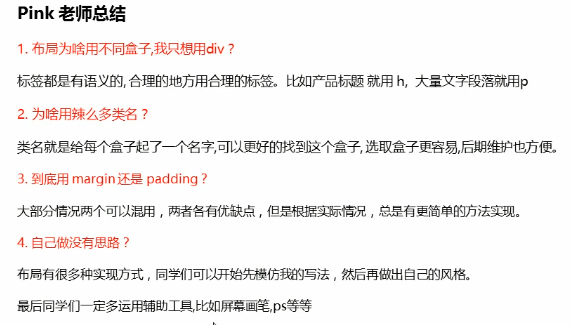 Pink 老师总结
1. 布局为啥用不同盒子,我只想用div？
标签都是有语义的, 合理的地方用合理的标签。比如产品标题 就用 h,  大量文字段落就用p
2. 为啥用辣么多类名？
类名就是给每个盒子起了一个名字,可以更好的找到这个盒子, 选取盒子更容易,后期维护也方便。
3. 到底用 margin 还是 padding？
大部分情况两个可以混用，两者各有优缺点，但是根据实际情况，总是有更简单的方法实现。
4. 自己做没有思路？
布局有很多种实现方式，同学们可以开始先模仿我的写法，然后再做出自己的风格。
最后同学们一定多运用辅助工具,比如屏幕画笔,ps等等